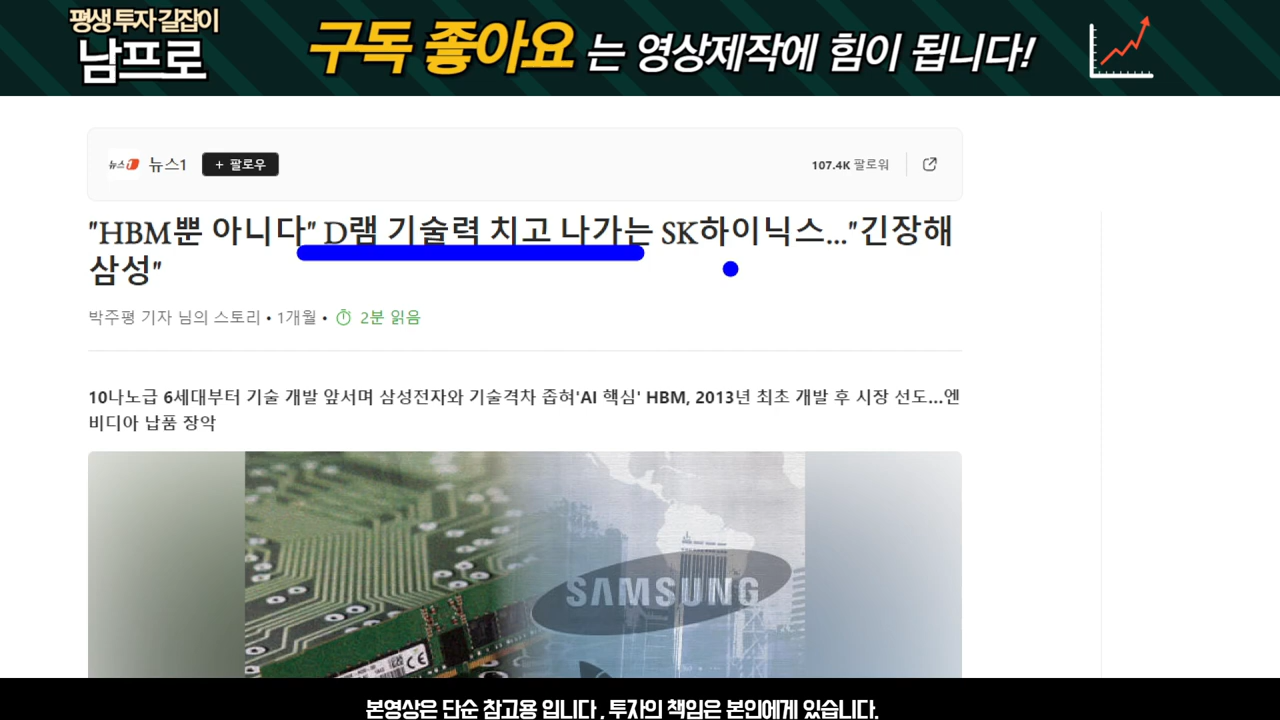 평생 투자 길잡이
남프로
구독 좋아요 는 영상제작에 힘이 됩니다!
뉴스1 뉴스1 + 팔로우 107.4K 팔로워
"HBM뿐 아니다" D램 기술력 치고 나가는 SK하이닉스..."긴장해
삼성"
박주평 기자 님의 스토리 • 1개월 • 2분 읽음
10나노급 6세대부터 기술 개발 앞서며 삼성전자와 기술격차 좁혀'AI 핵심' HBM, 2013년 최초 개발 후 시장 선도...엔
비디아 납품 장악
SAMSUNG
CE
본영상은 단순 참고용 입니다 , 투자의 책임은 본인에게 있습니다.